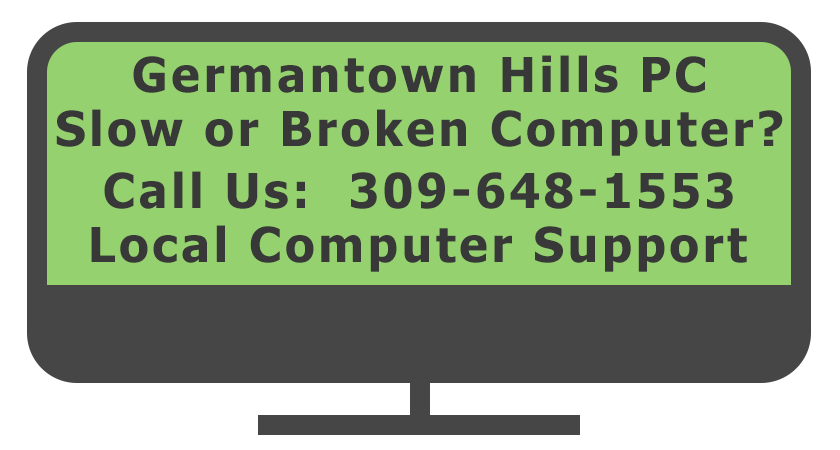 Germantown Hills PC
Slow or Broken Computer?
Call Us:  309-648-1553
Local Computer Support